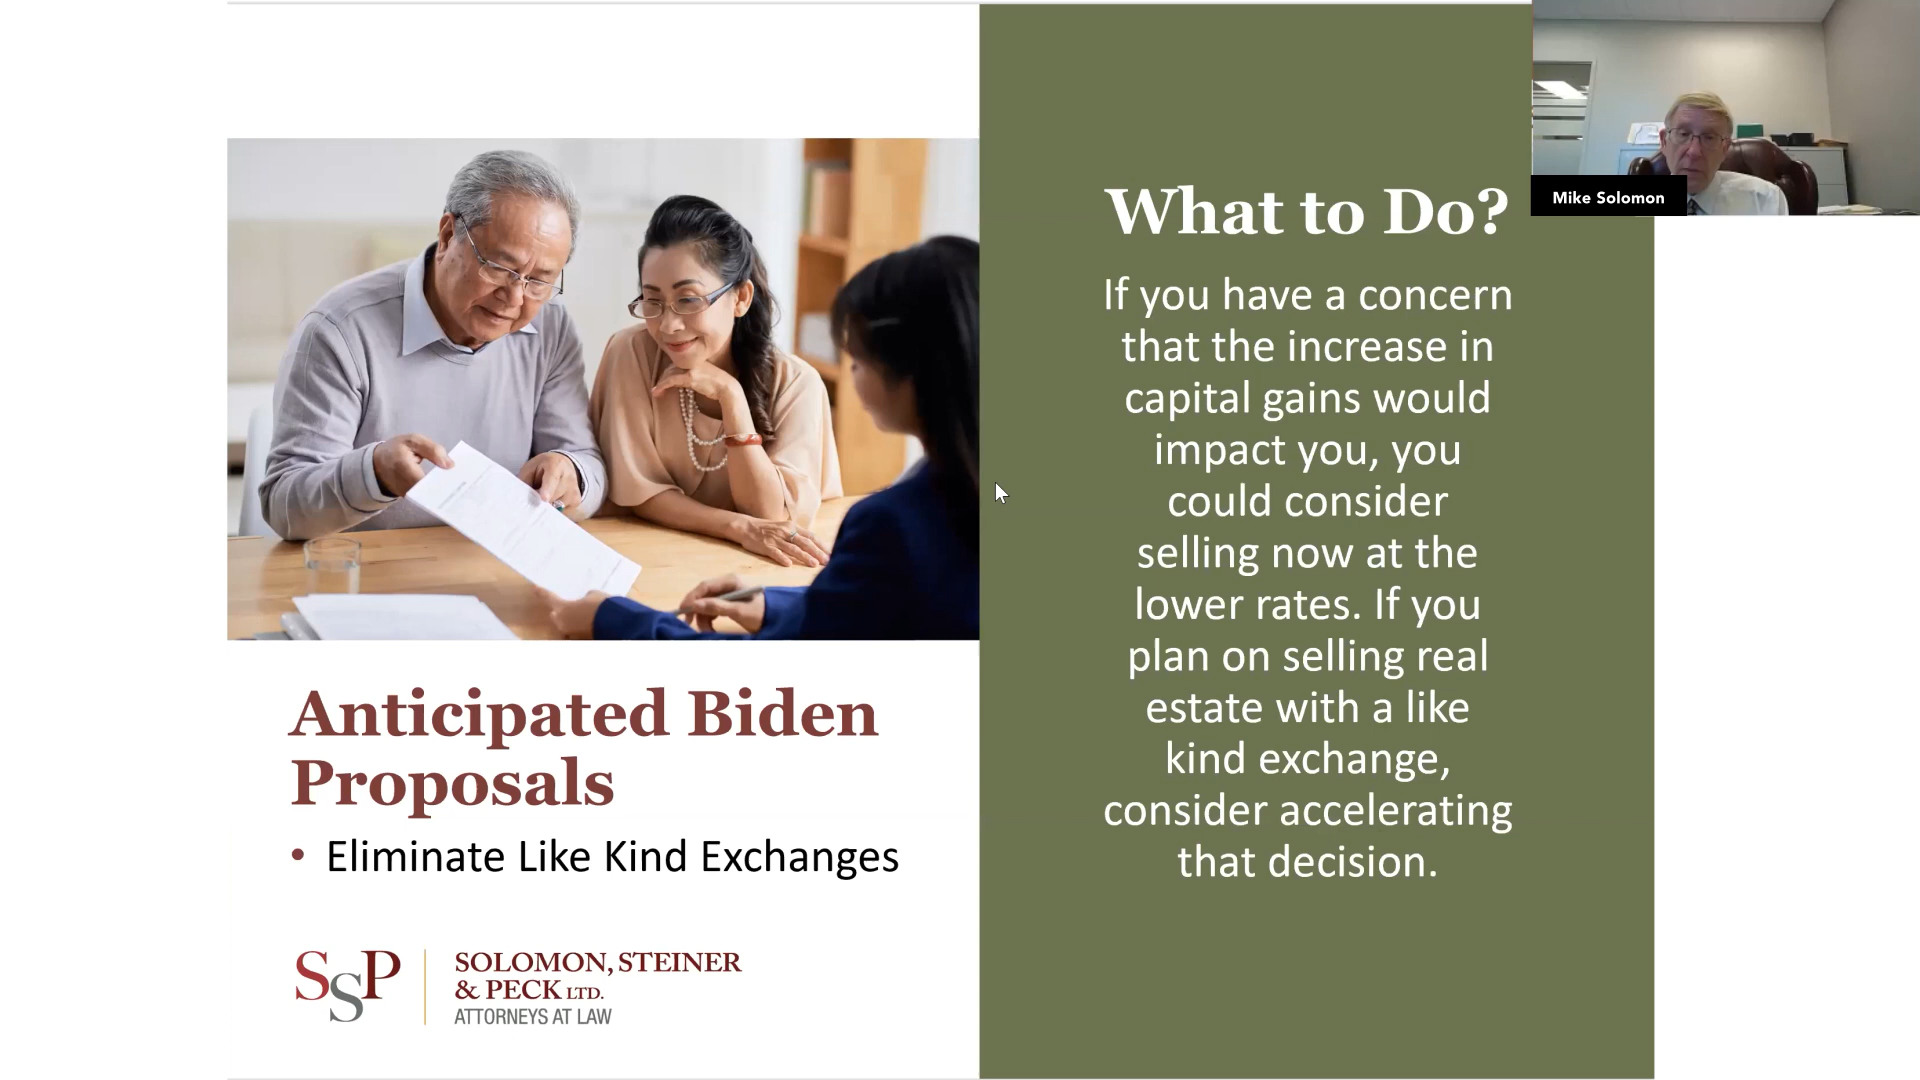 Mike Solomon
What to Do?
If you have a concern
that the increase in
capital gains would
impact you, you
could consider
selling now at the
lower rates. If you
plan on selling real
estate with a like
kind exchange,
consider accelerating
that decision.
Anticipated Biden
Proposals
• Eliminate Like Kind Exchanges
SSP
SOLOMON, STEINER
& PECK LTD.
ATTORNEYS AT LAW